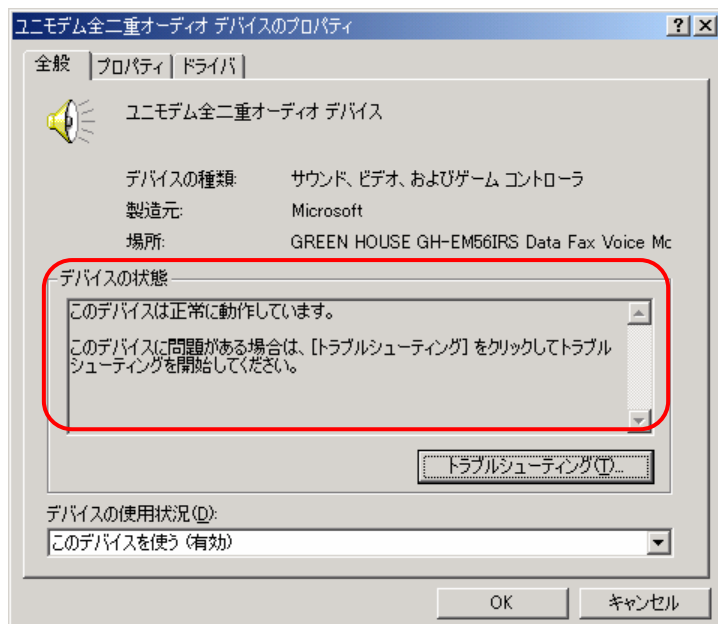 ユニモデム全二重オーディオ デバイスのプロパティ
全般 プロパティ ドライバ
ユニモデム全二重オーディオ デバイス
デバイスの種類: サウンド、ビデオ、およびゲーム コントローラ
製造元: Microsoft
場所: GREEN HOUSE GH-EM56IRS Data Fax Voice Mc
デバイスの状態
このデバイスは正常に動作しています。
このデバイスに問題がある場合は、[トラブルシューティング] をクリックしてトラブル
シューティングを開始してください。
トラブルシューティング(T)...
デバイスの使用状況(D):
このデバイスを使う (有効)
OK キャンセル